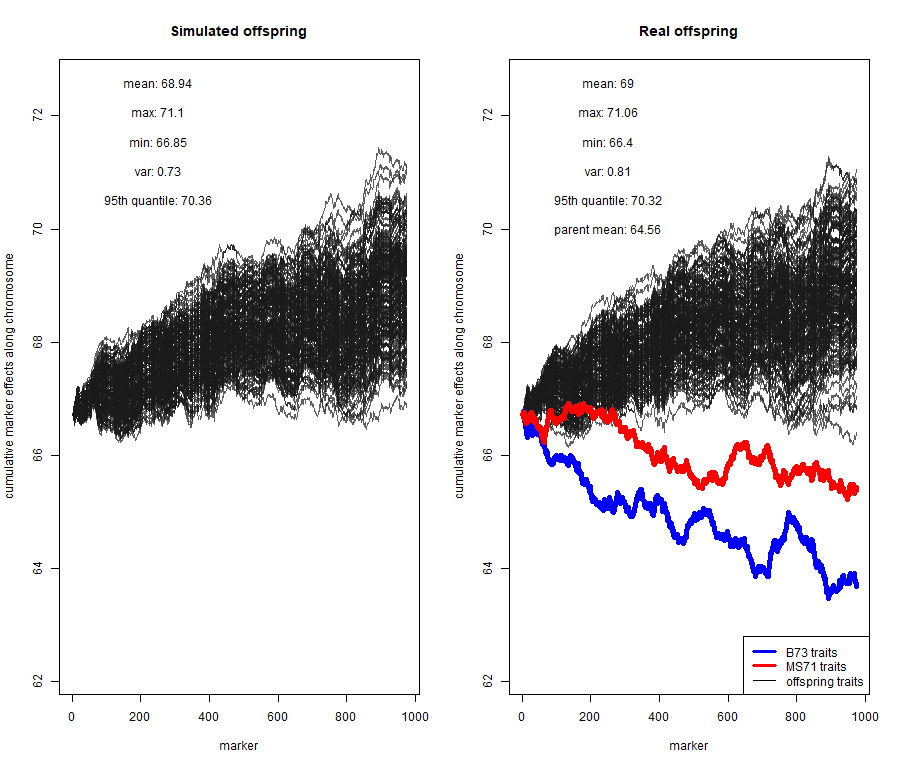 Simulated offspring
mean: 68.94
max: 71.1
min: 66.85
var: 0.73
95th quantile: 70.36
cumulative marker effects along chromosome
72
70
68
66
64
62
0
200
400
600
800
1000
marker
Real offspring
mean: 69
max: 71.06
min: 66.4
var: 0.81
95th quantile: 70.32
parent mean: 64.56
cumulative marker effects along chromosome
72
70
68
66
64
62
B73 traits
MS71 traits
offspring traits
0
200
400
600
800
1000
marker